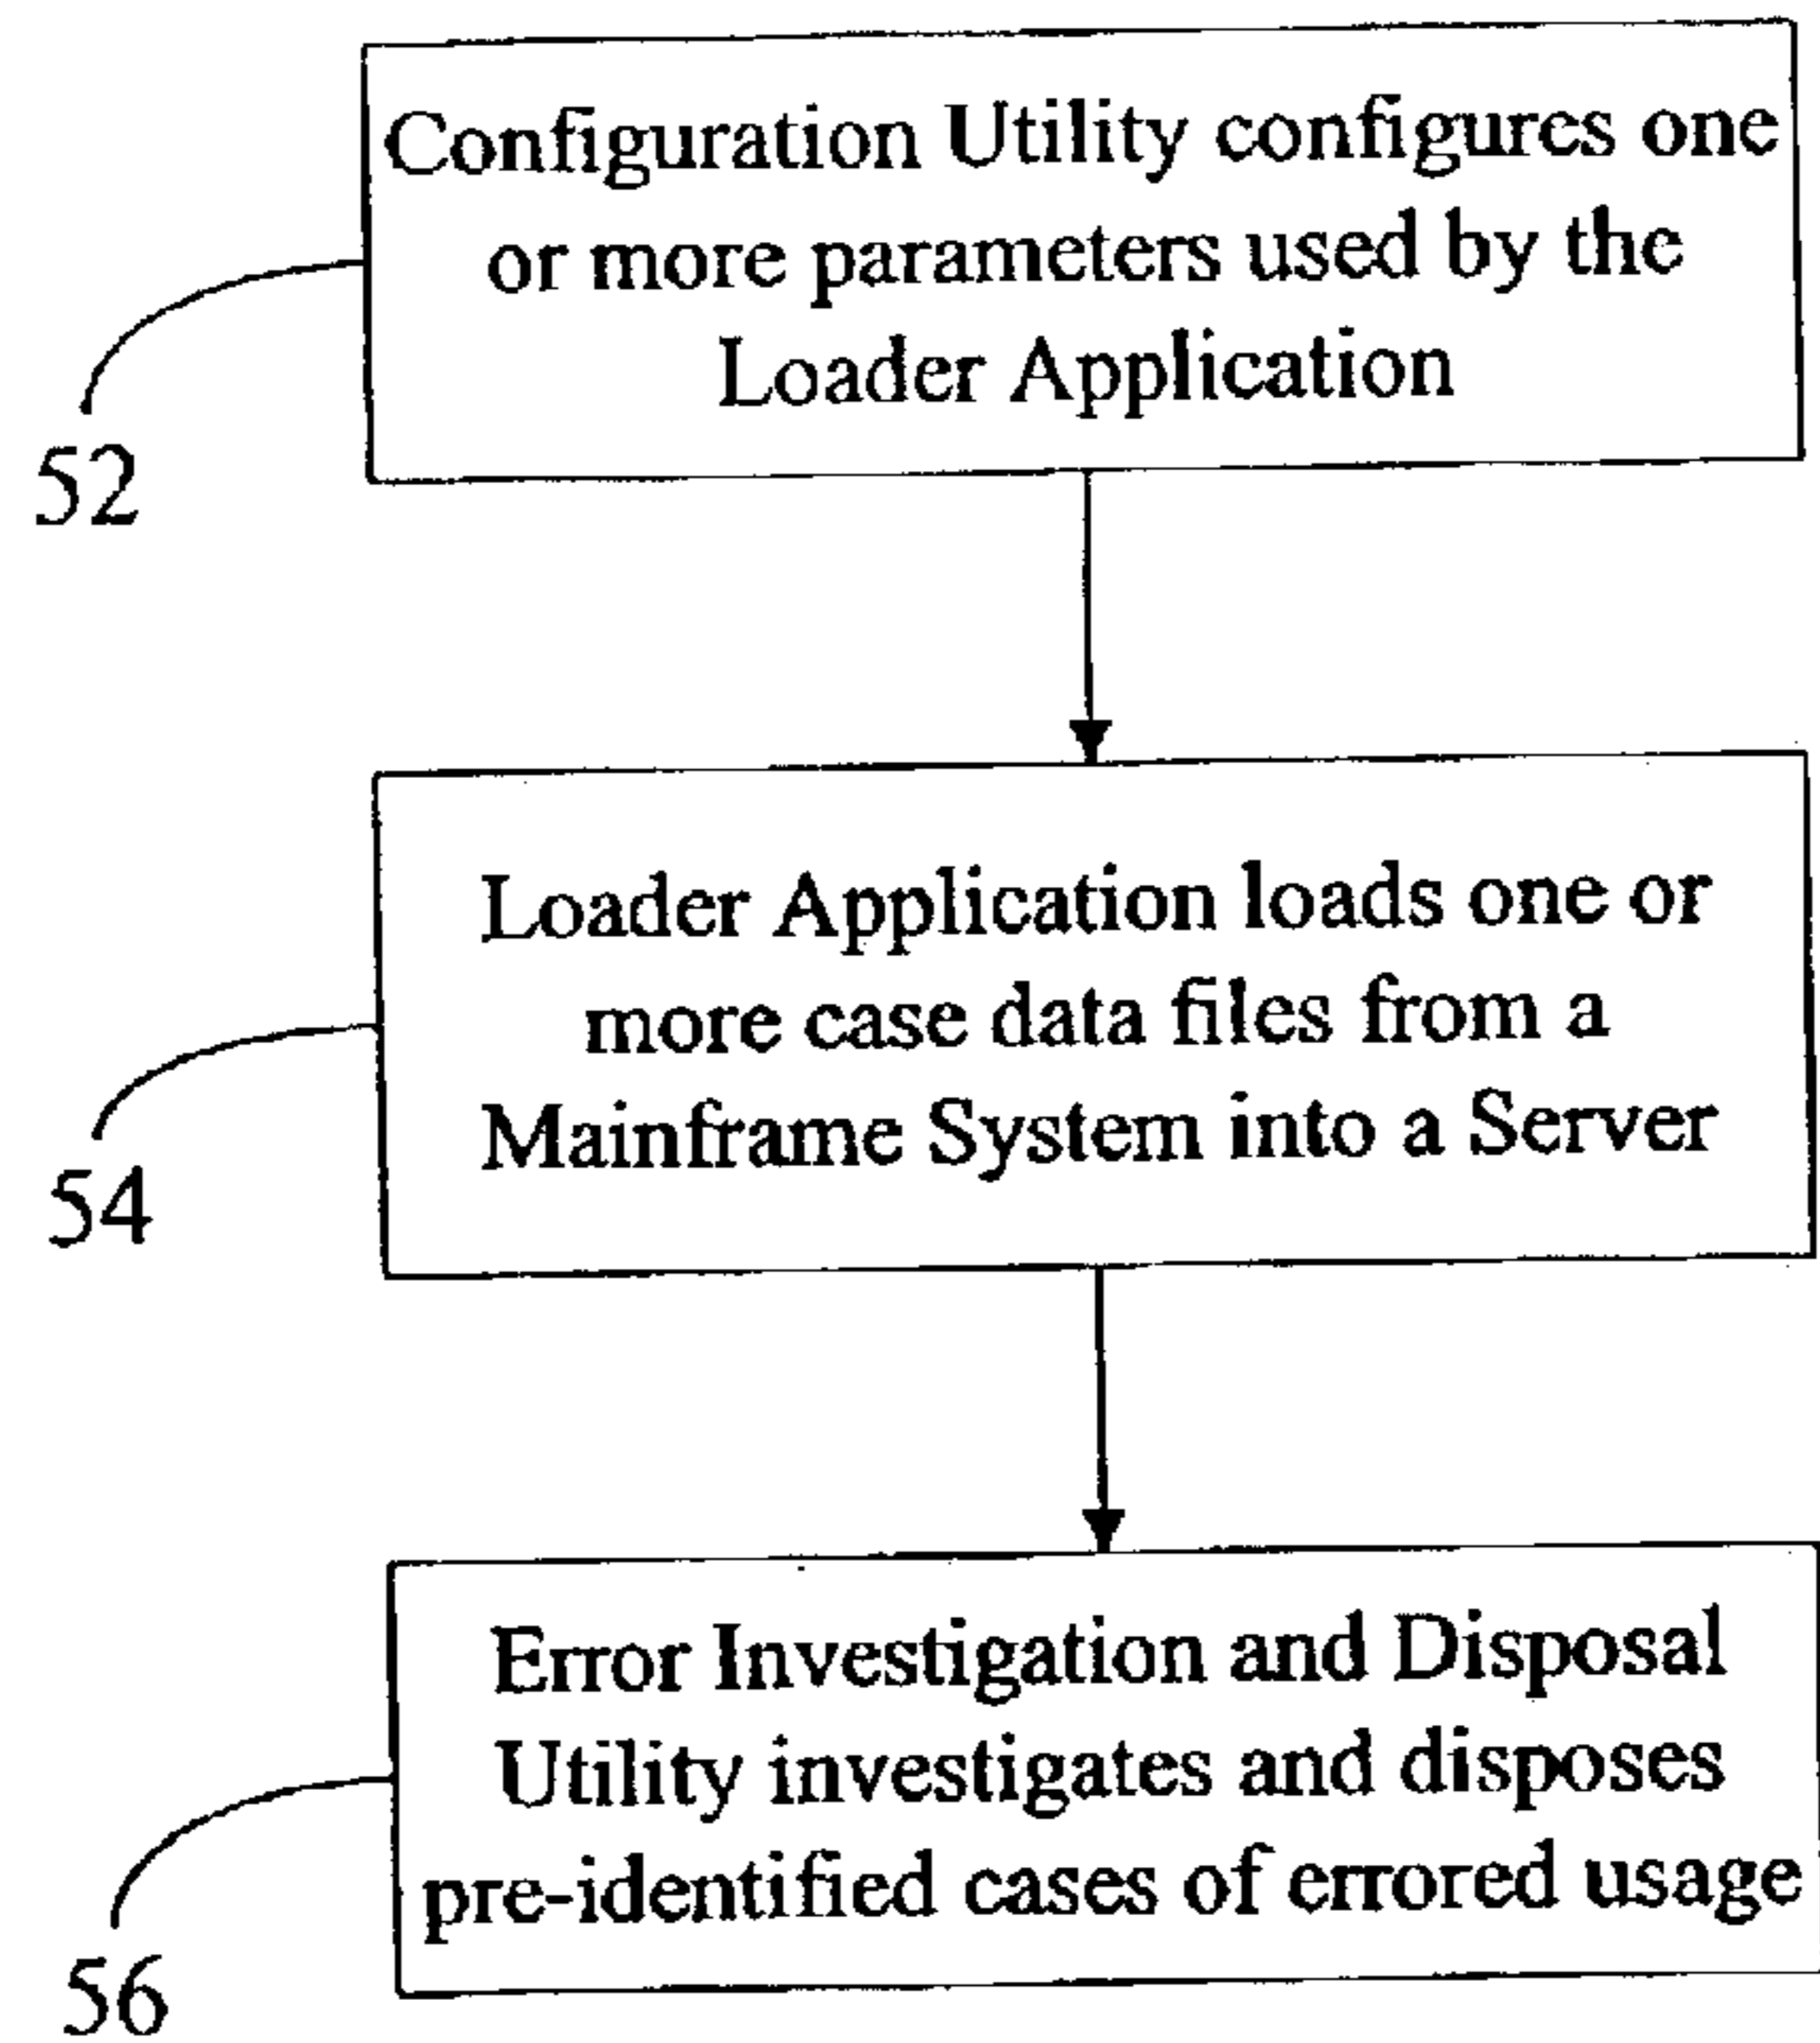 Configuration Utility configures one
or more parameters used by the
Loader Application
52
Loader Application loads one or
more case data files from a
Mainframe System into a Server
54
Error Investigation and Disposal
Utility investigates and disposes
pre-identified cases of errored usage
56